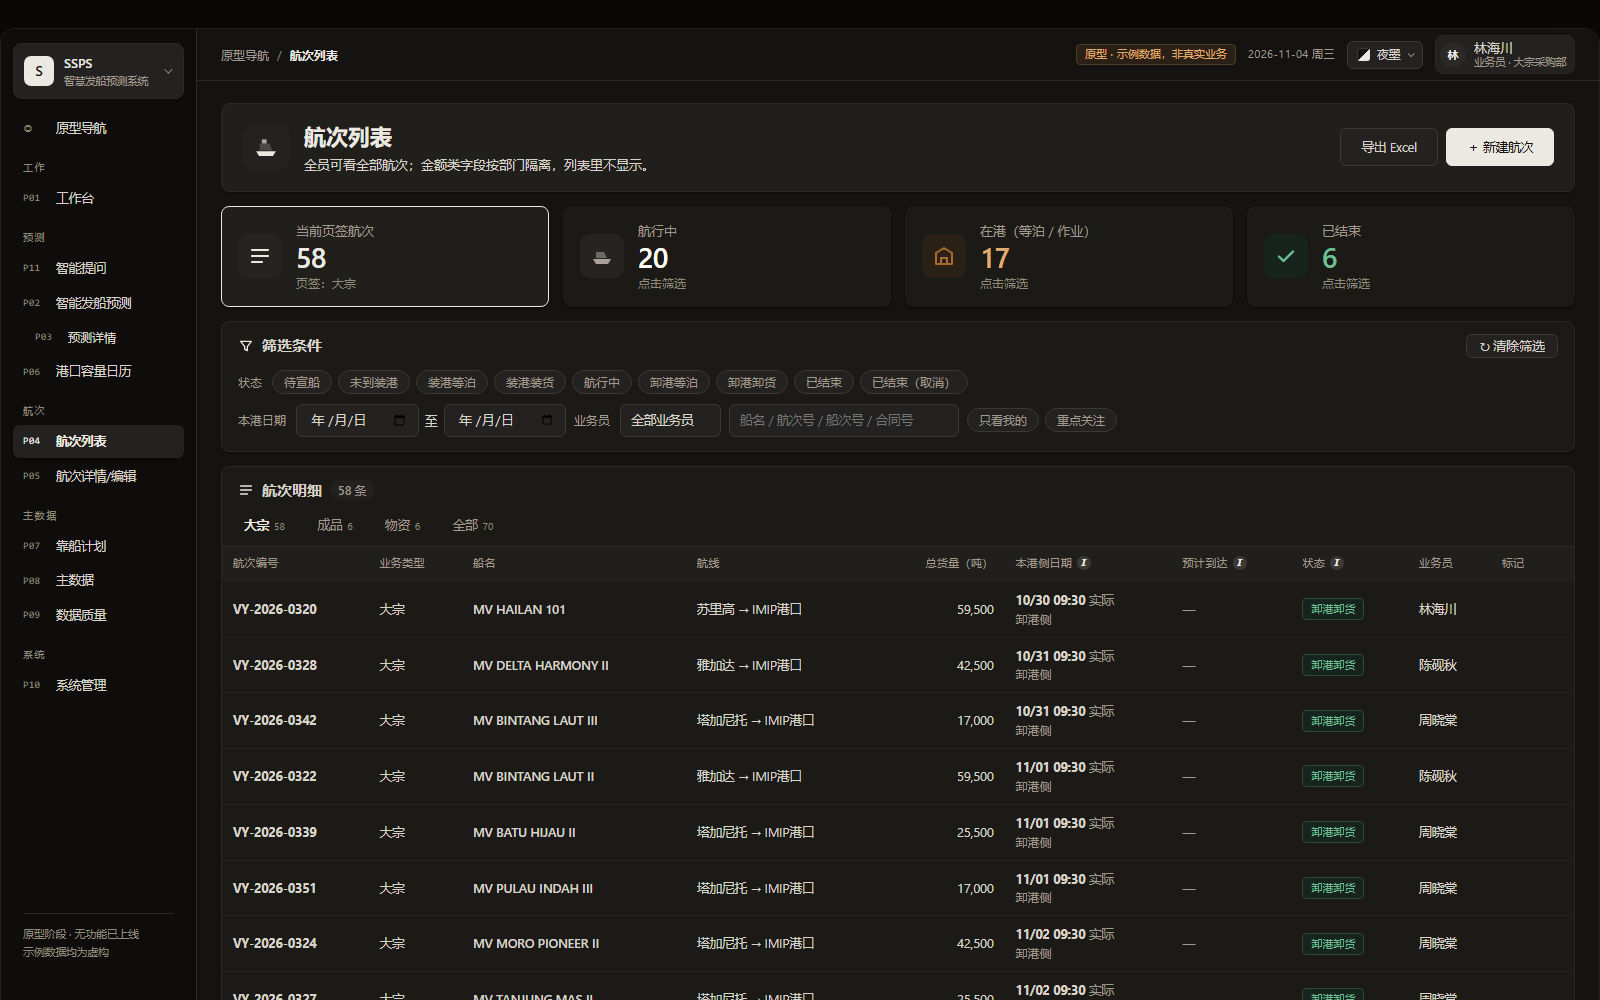 S
SSPS
智慧发船预测系统
原型导航
工作
P01 工作台
预测
P11 智能提问
P02 智能发船预测
P03 预测详情
P06 港口容量日历
航次
P04 航次列表
P05 航次详情/编辑
主数据
P07 靠船计划
P08 主数据
P09 数据质量
系统
P10 系统管理
原型阶段 · 无功能已上线
示例数据均为虚构
原型导航 / 航次列表
原型 · 示例数据，非真实业务
2026-11-04 周三
夜墨
林
林海川
业务员 · 大宗采购部
航次列表
全员可看全部航次；金额类字段按部门隔离，列表里不显示。
导出 Excel
+ 新建航次
当前页签航次
58
页签：大宗
航行中
20
点击筛选
在港（等泊 / 作业）
17
点击筛选
已结束
6
点击筛选
筛选条件
↻ 清除筛选
状态 待宣船 未到装港 装港等泊 装港装货 航行中 卸港等泊 卸港卸货 已结束 已结束（取消）
本港日期 年 /月/日 至 年 /月/日 业务员 全部业务员 船名 / 航次号 / 船次号 / 合同号 只看我的 重点关注
航次明细 58 条
大宗 58 成品 6 物资 6 全部 70
航次编号 业务类型 船名 航线 总货量（吨） 本港侧日期 i 预计到达 i 状态 i 业务员 标记
VY-2026-0320 大宗 MV HAILAN 101 苏里高 → IMIP港口 59,500 10/30 09:30 实际 — 卸港卸货 林海川
卸港侧
VY-2026-0328 大宗 MV DELTA HARMONY II 雅加达 → IMIP港口 42,500 10/31 09:30 实际 — 卸港卸货 陈砚秋
卸港侧
VY-2026-0342 大宗 MV BINTANG LAUT III 塔加尼托 → IMIP港口 17,000 10/31 09:30 实际 — 卸港卸货 周晓棠
卸港侧
VY-2026-0322 大宗 MV BINTANG LAUT II 雅加达 → IMIP港口 59,500 11/01 09:30 实际 — 卸港卸货 陈砚秋
卸港侧
VY-2026-0339 大宗 MV BATU HIJAU II 塔加尼托 → IMIP港口 25,500 11/01 09:30 实际 — 卸港卸货 周晓棠
卸港侧
VY-2026-0351 大宗 MV PULAU INDAH III 塔加尼托 → IMIP港口 17,000 11/01 09:30 实际 — 卸港卸货 周晓棠
卸港侧
VY-2026-0324 大宗 MV MORO PIONEER II 塔加尼托 → IMIP港口 42,500 11/02 09:30 实际 — 卸港卸货 周晓棠
卸港侧
VY-2026-0327 大宗 MV TANJUNG MAS II 塔加尼托 → IMIP港口 25,500 11/02 09:30 实际 — 卸港卸货 周晓棠